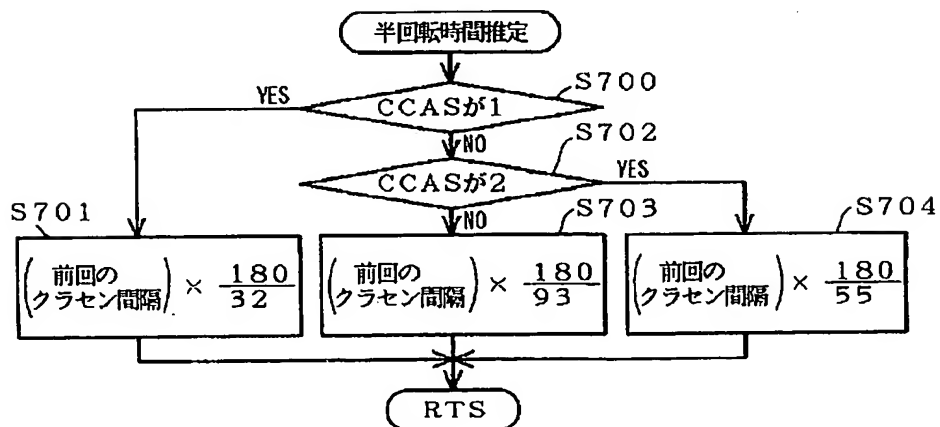 半回転時間推定
S700
YES
CCASが1
NO
S702
CCASが2
YES
S701
NO
S703
S704
(前回のクラセン間隔) × 180/32
(前回のクラセン間隔) × 180/93
(前回のクラセン間隔) × 180/55
RTS